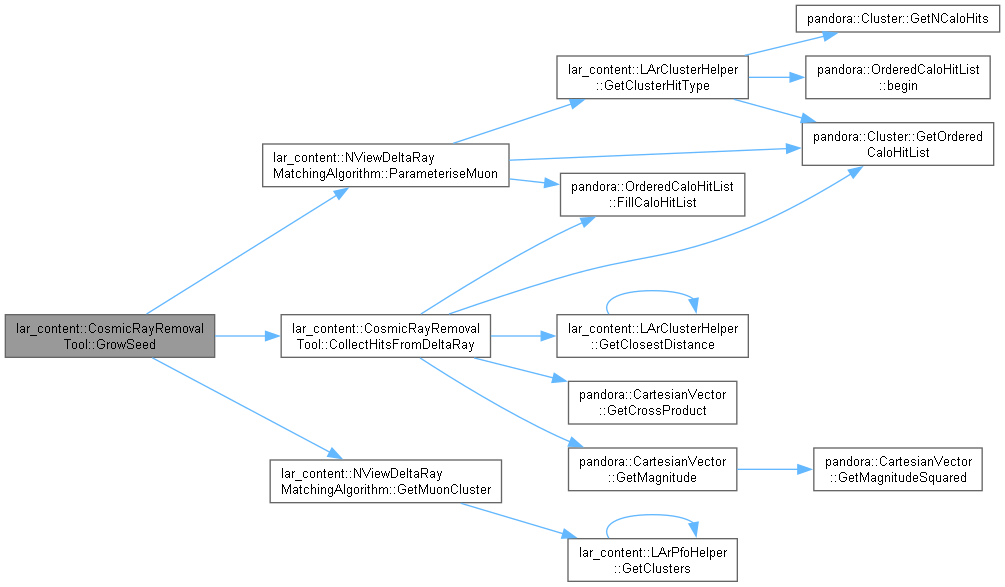 pandora::Cluster::GetNCaloHits
lar_content::LArClusterHelper
::GetClusterHitType
pandora::OrderedCaloHitList
::begin
pandora::Cluster::GetOrdered
CaloHitList
lar_content::NViewDeltaRay
MatchingAlgorithm::ParameteriseMuon
pandora::OrderedCaloHitList
::FillCaloHitList
lar_content::CosmicRayRemoval
Tool::GrowSeed
lar_content::CosmicRayRemoval
Tool::CollectHitsFromDeltaRay
lar_content::LArClusterHelper
::GetClosestDistance
pandora::CartesianVector
::GetCrossProduct
pandora::CartesianVector
::GetMagnitude
pandora::CartesianVector
::GetMagnitudeSquared
lar_content::NViewDeltaRay
MatchingAlgorithm::GetMuonCluster
lar_content::LArPfoHelper
::GetClusters